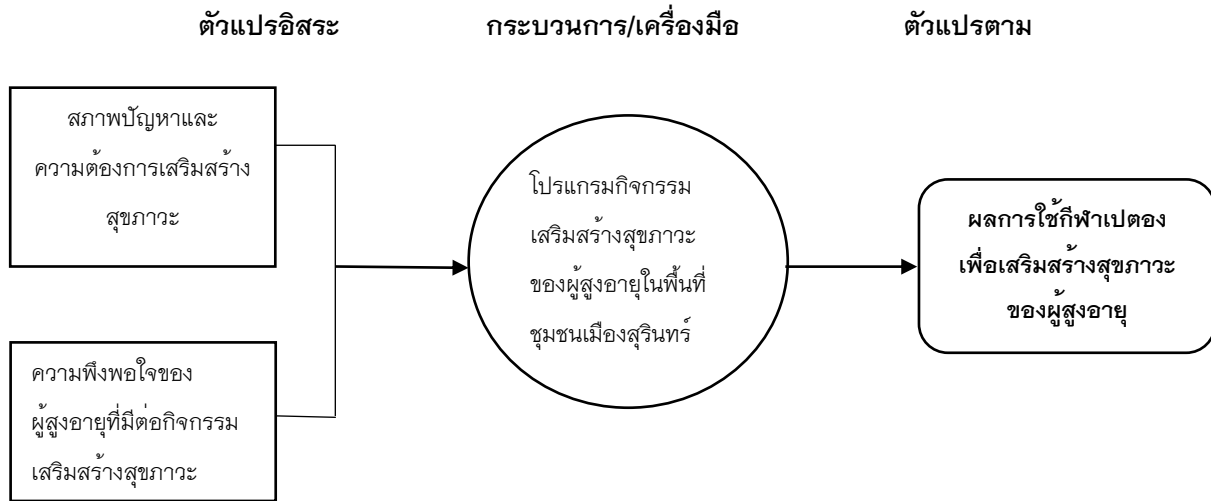 ตัวแปรอิสระ กระบวนการ/เครื่องมือ ตัวแปรตาม
สภาพปัญหาและ
ความต้องการเสริมสร้าง
สุขภาวะ
ความพึงพอใจของ
ผู้สูงอายุที่มีต่อกิจกรรม
เสริมสร้างสุขภาวะ
โปรแกรมกิจกรรม
เสริมสร้างสุขภาวะ
ของผู้สูงอายุในพื้นที่
ชุมชนเมืองสุรินทร์
ผลการใช้กีฬาเปตอง
เพื่อเสริมสร้างสุขภาวะ
ของผู้สูงอายุ